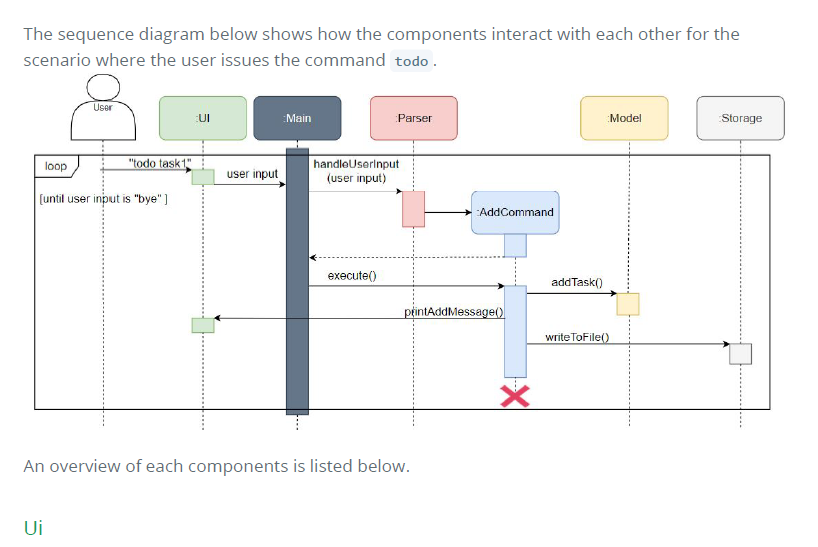 The sequence diagram below shows how the components interact with each other for the
scenario where the user issues the command todo .
User
:UI
:Main
:Parser
:Model
:Storage
loop
"todo task1"
user input
handleUserInput
(user input)
[until user input is "bye" ]
:AddCommand
execute()
addTask()
printAddMessage()
writeToFile()
An overview of each components is listed below.
Ui